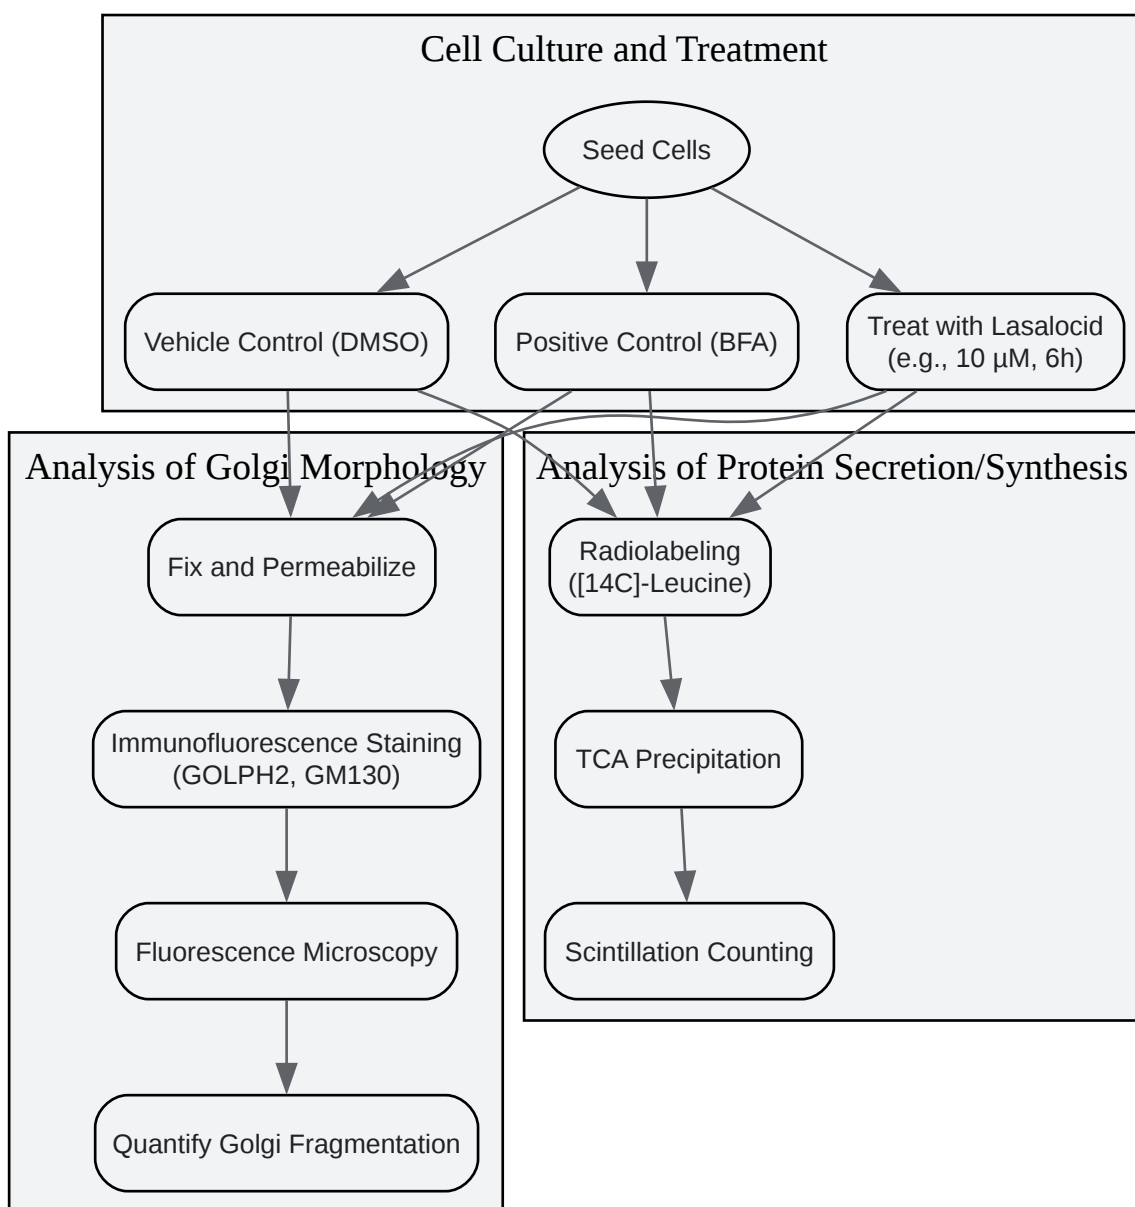 Cell Culture and Treatment
Seed Cells
Vehicle Control (DMSO)
Positive Control (BFA)
Treat with Lasalocid
(e.g., 10 µM, 6h)
Analysis of Golgi Morphology
Analysis of Protein Secretion/Synthesis
Fix and Permeabilize
Radiolabeling
([14C]-Leucine)
Immunofluorescence Staining
(GOLPH2, GM130)
TCA Precipitation
Fluorescence Microscopy
Scintillation Counting
Quantify Golgi Fragmentation